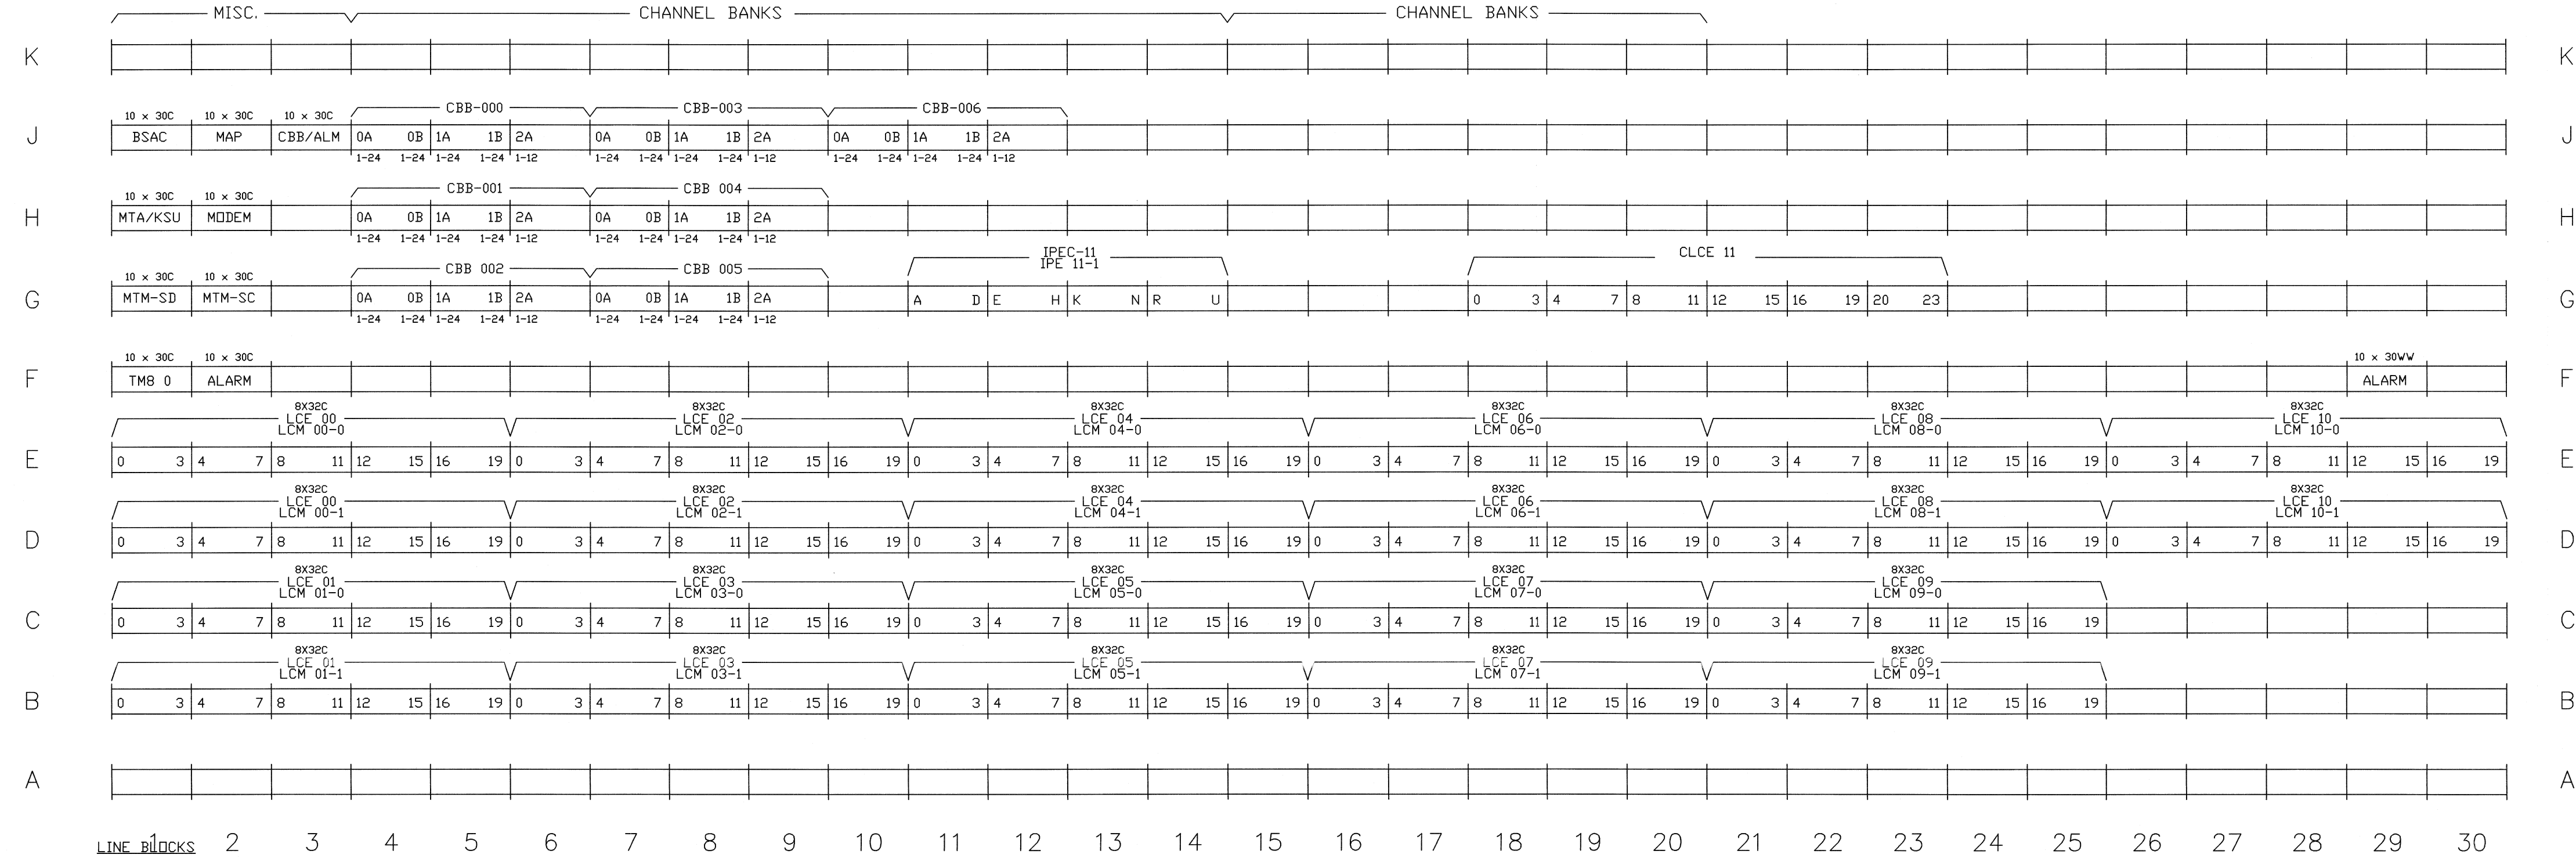 MISC. CHANNEL BANKS CHANNEL BANKS
K K
CBB-000 CBB-003 CBB-006
10 x 30C 10 x 30C 10 x 30C
J BSAC MAP CBB/ALM 0A 0B 1A 1B 2A 0A 0B 1A 1B 2A 0A 0B 1A 1B 2A J
1-24 1-24 1-24 1-24 1-12 1-24 1-24 1-24 1-24 1-12 1-24 1-24 1-24 1-24 1-12
CBB-001 CBB 004
10 x 30C 10 x 30C
H MTA/KSU MODEM 0A 0B 1A 1B 2A 0A 0B 1A 1B 2A H
1-24 1-24 1-24 1-24 1-12 1-24 1-24 1-24 1-24 1-12
IPEC-11 CLCE 11
CBB 002 CBB 005 IPE 11-1
10 x 30C 10 x 30C
G MTM-SD MTM-SC 0A 0B 1A 1B 2A 0A 0B 1A 1B 2A A D E H K N R U 0 3 4 7 8 11 12 15 16 19 20 23 G
1-24 1-24 1-24 1-24 1-12 1-24 1-24 1-24 1-24 1-12
10 x 30C 10 x 30C 10 x 30WW
F TM8 0 ALARM ALARM F
8X32C 8X32C 8X32C 8X32C 8X32C 8X32C
LCE 00 LCE 02 LCE 04 LCE 06 LCE 08 LCE 10
LCM 00-0 LCM 02-0 LCM 04-0 LCM 06-0 LCM 08-0 LCM 10-0
E 0 3 4 7 8 11 12 15 16 19 0 3 4 7 8 11 12 15 16 19 0 3 4 7 8 11 12 15 16 19 0 3 4 7 8 11 12 15 16 19 0 3 4 7 8 11 12 15 16 19 0 3 4 7 8 11 12 15 16 19 E
8X32C 8X32C 8X32C 8X32C 8X32C 8X32C
LCE 00 LCE 02 LCE 04 LCE 06 LCE 08 LCE 10
LCM 00-1 LCM 02-1 LCM 04-1 LCM 06-1 LCM 08-1 LCM 10-1
D 0 3 4 7 8 11 12 15 16 19 0 3 4 7 8 11 12 15 16 19 0 3 4 7 8 11 12 15 16 19 0 3 4 7 8 11 12 15 16 19 0 3 4 7 8 11 12 15 16 19 0 3 4 7 8 11 12 15 16 19 D
8X32C 8X32C 8X32C 8X32C 8X32C
LCE 01 LCE 03 LCE 05 LCE 07 LCE 09
LCM 01-0 LCM 03-0 LCM 05-0 LCM 07-0 LCM 09-0
C 0 3 4 7 8 11 12 15 16 19 0 3 4 7 8 11 12 15 16 19 0 3 4 7 8 11 12 15 16 19 0 3 4 7 8 11 12 15 16 19 0 3 4 7 8 11 12 15 16 19 C
8X32C 8X32C 8X32C 8X32C 8X32C
LCE 01 LCE 03 LCE 05 LCE 07 LCE 09
LCM 01-1 LCM 03-1 LCM 05-1 LCM 07-1 LCM 09-1
B 0 3 4 7 8 11 12 15 16 19 0 3 4 7 8 11 12 15 16 19 0 3 4 7 8 11 12 15 16 19 0 3 4 7 8 11 12 15 16 19 0 3 4 7 8 11 12 15 16 19 B
A A
LINE BLOCKS 1 2 3 4 5 6 7 8 9 10 11 12 13 14 15 16 17 18 19 20 21 22 23 24 25 26 27 28 29 30